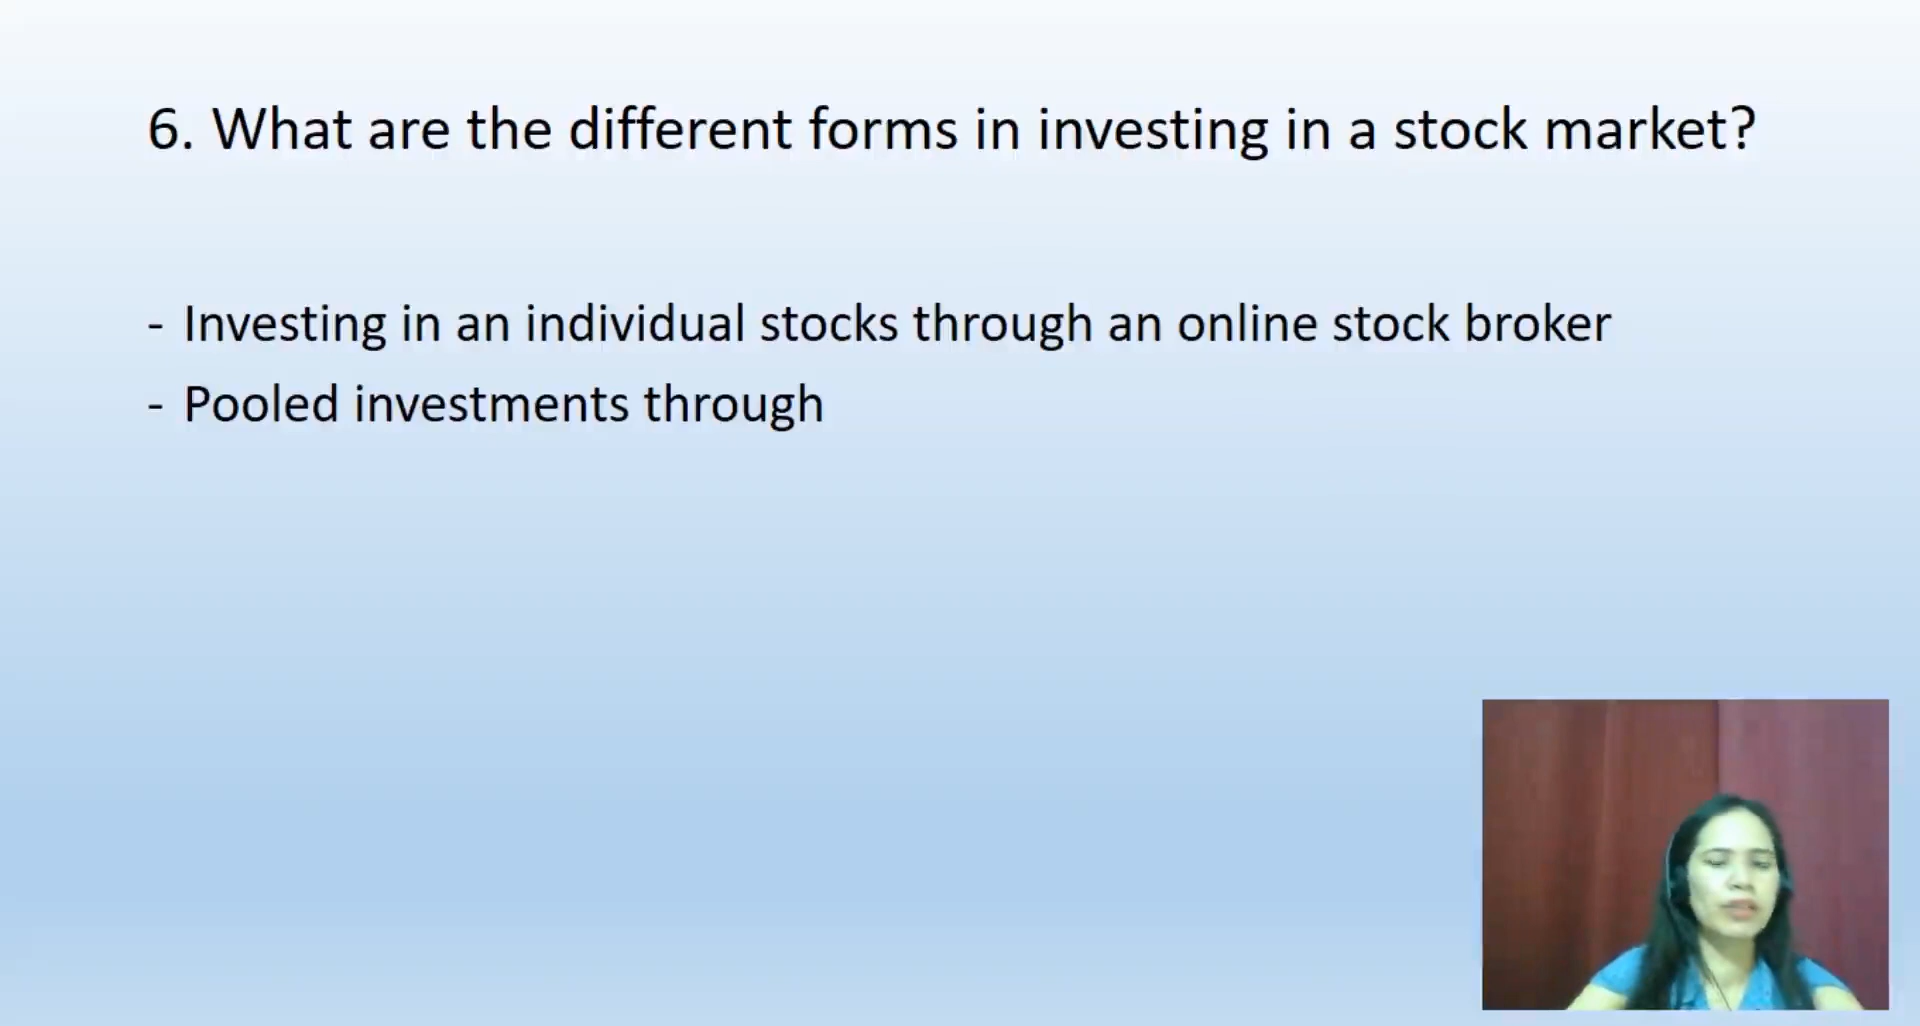 6. What are the different forms in investing in a stock market?
- Investing in an individual stocks through an online stock broker
- Pooled investments through